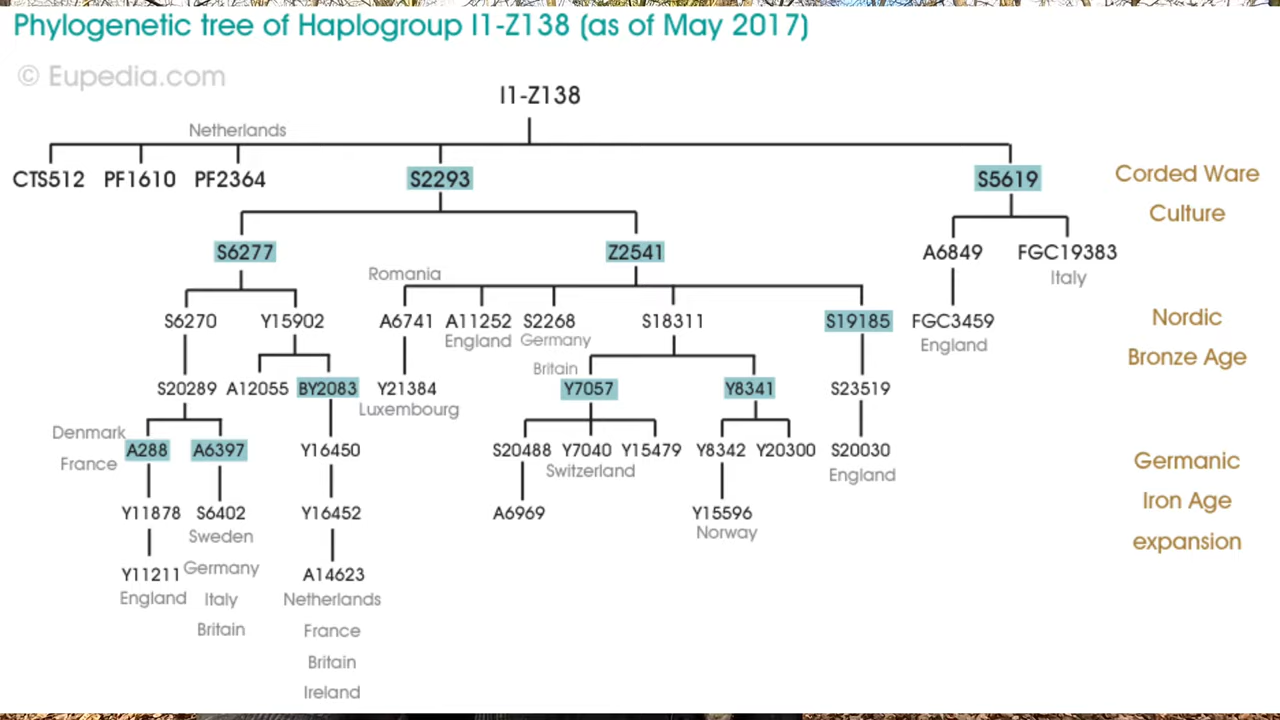 Phylogenetic tree of Haplogroup I1-Z138 (as of May 2017)
© Eupedia.com
I1-Z138
Netherlands
CTS512 PF1610 PF2364 S2293 S5619
Corded Ware
Culture
S6277 Z2541 A6849 FGC19383
Romania Italy
S6270 Y15902 A6741 A11252 S2268 S18311 S19185 FGC3459
England Germany England
Nordic
Bronze Age
Britain
S20289 A12055 BY2083 Y21384 Y7057 Y8341 S23519
Luxembourg
Denmark
France
A288 A6397 Y16450 S20488 Y7040 Y15479 Y8342 Y20300 S20030
Switzerland England
Germanic
Iron Age
expansion
Y11878 S6402 Y16452 A6969 Y15596
Sweden Norway
Germany
Y11211 A14623
England Italy Netherlands
Britain France
Britain
Ireland